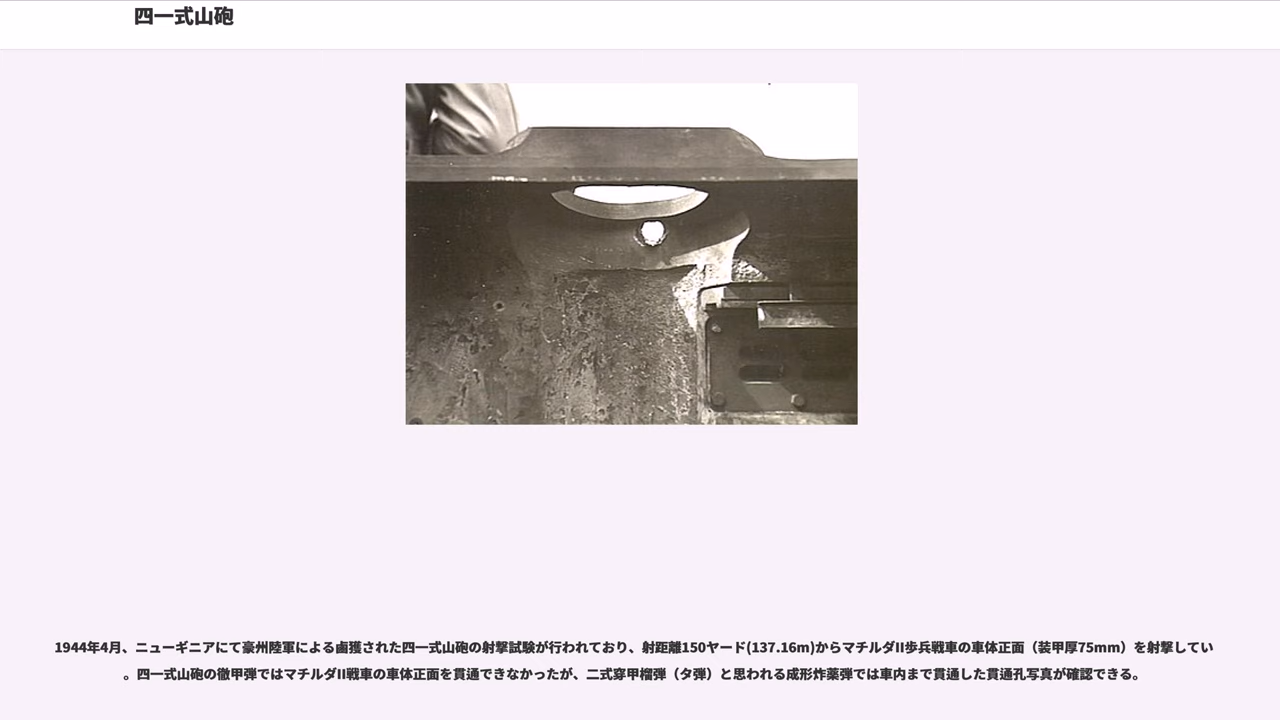 四一式山砲
1944年4月、ニューギニアにて豪州陸軍による鹵獲された四一式山砲の射撃試験が行われており、射距離150ヤード(137.16m)からマチルダII歩兵戦車の車体正面（装甲厚75mm）を射撃してい
。四一式山砲の徹甲弾ではマチルダII戦車の車体正面を貫通できなかったが、二式穿甲榴弾（タ弾）と思われる成形炸薬弾では車内まで貫通した貫通孔写真が確認できる。